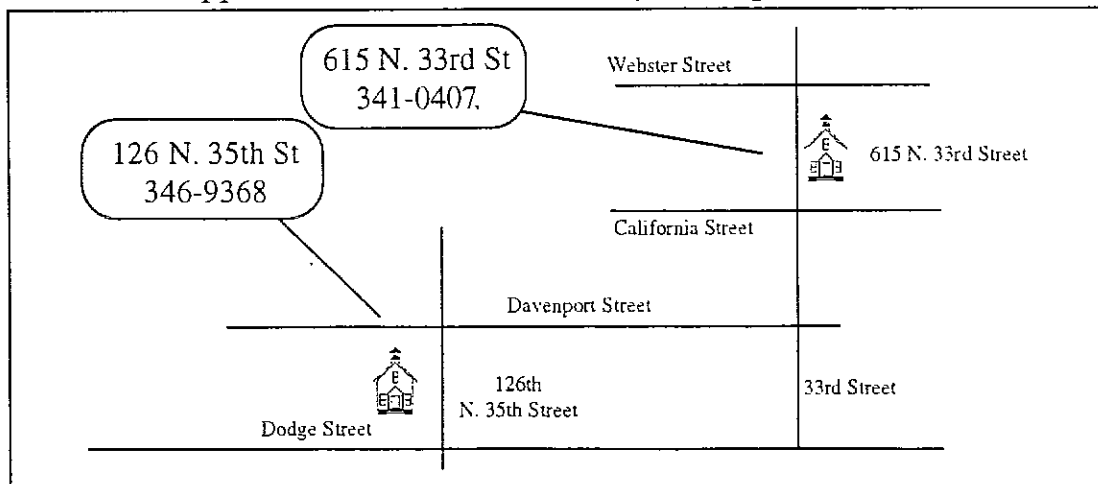 615 N. 33rd St
341-0407.
Webster Street
126 N. 35th St
346-9368
615 N. 33rd Street
California Street
Davenport Street
126th
N. 35th Street
33rd Street
Dodge Street